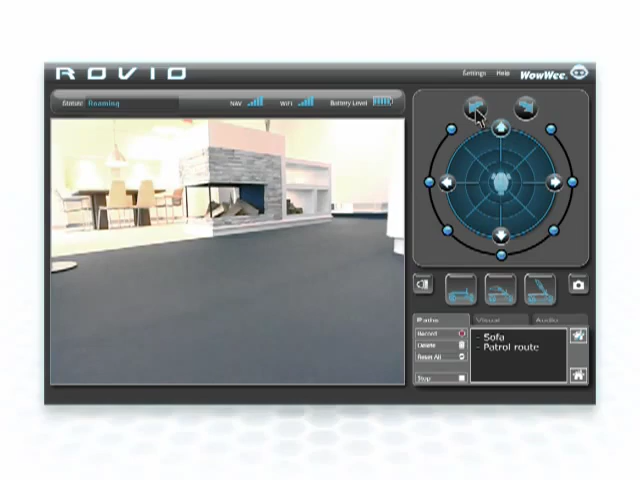 ROVIO
Settings Help WowWee
Status: Roaming NAV WiFi Battery Level
Paths Visual Audio
Record
Delete
Reset All
Stop
- Sofa
- Patrol route